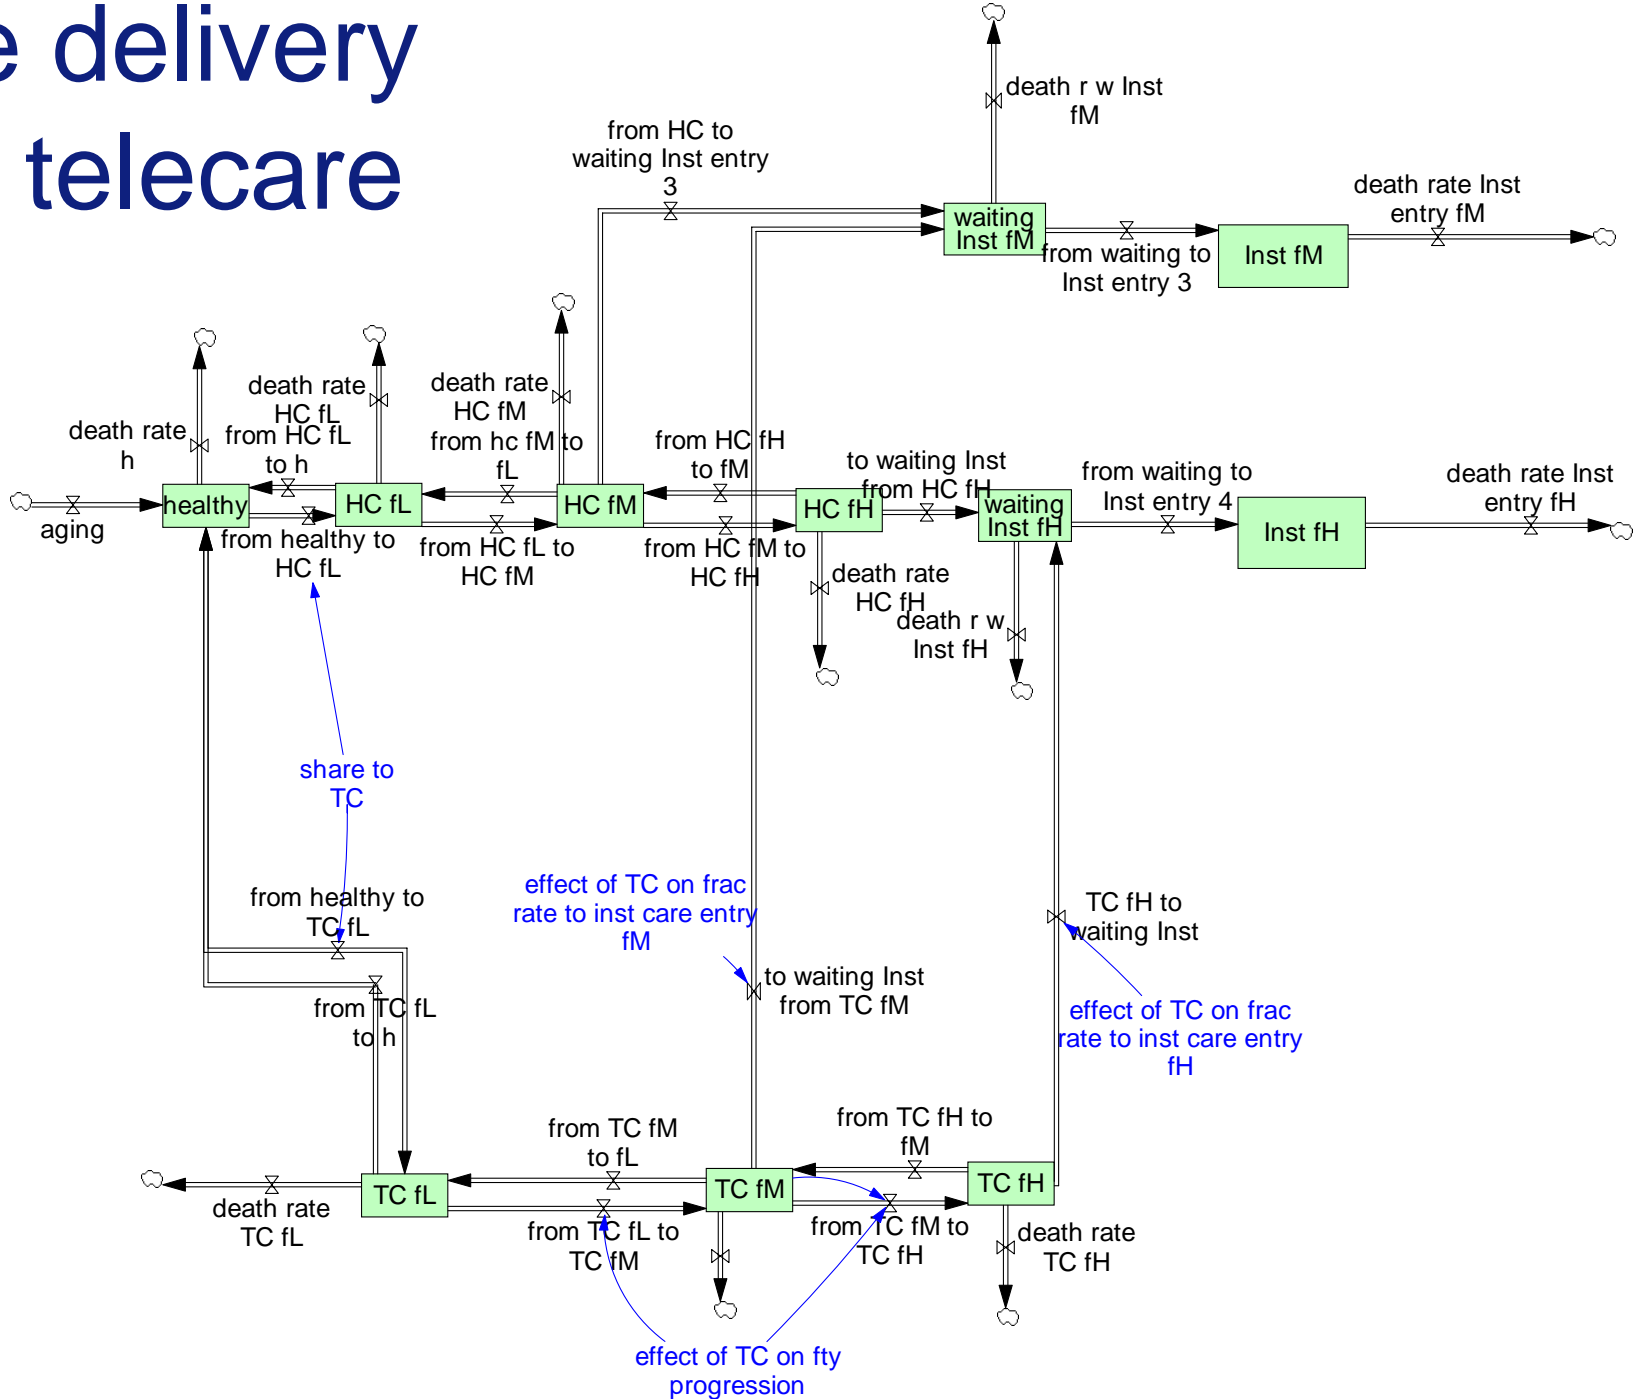 e delivery
telecare
death r w Inst
fM
from HC to
waiting Inst entry
3
death rate Inst
entry fM
waiting
Inst fM
from waiting to
Inst entry 3
Inst fM
death rate
h
death rate
HC fL
from HC fL
to h
death rate
HC fM
from hc fM to
fL
from HC fH
to fM
to waiting Inst
from HC fH
from waiting to
Inst entry 4
death rate Inst
entry fH
aging
healthy
HC fL
HC fM
HC fH
waiting
Inst fH
Inst fH
from healthy to
HC fL
from HC fL to
HC fM
from HC fM to
HC fH
death rate
HC fH
death r w
Inst fH
share to
TC
from healthy to
TC fL
effect of TC on frac
rate to inst care entry
fM
TC fH to
waiting Inst
to waiting Inst
from TC fM
from TC fL
to h
effect of TC on frac
rate to inst care entry
fH
from TC fM
to fL
from TC fH to
fM
TC fL
TC fM
TC fH
death rate
TC fL
from TC fL to
TC fM
from TC fM to
TC fH
death rate
TC fH
effect of TC on fty
progression